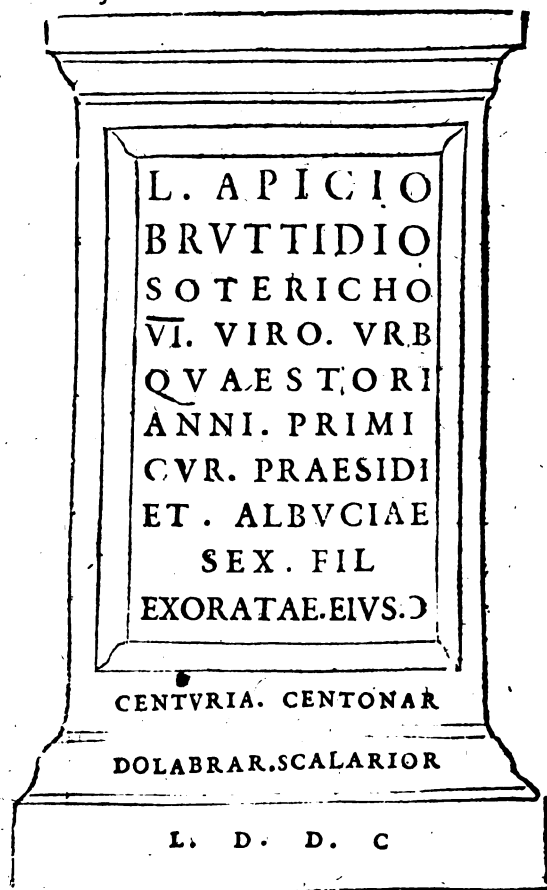 L. APICIO
BRVTTIDIO
SOTERICHO
V̅I̅. VIRO. VRB
QVAESTORI
ANNI. PRIMI
CVR. PRAESIDI
ET . ALBVCIAE
SEX . FIL
EXORATAE.EIVS.Ↄ
CENTVRIA. CENTONAR
DOLABRAR.SCALARIOR
L. D. D. C